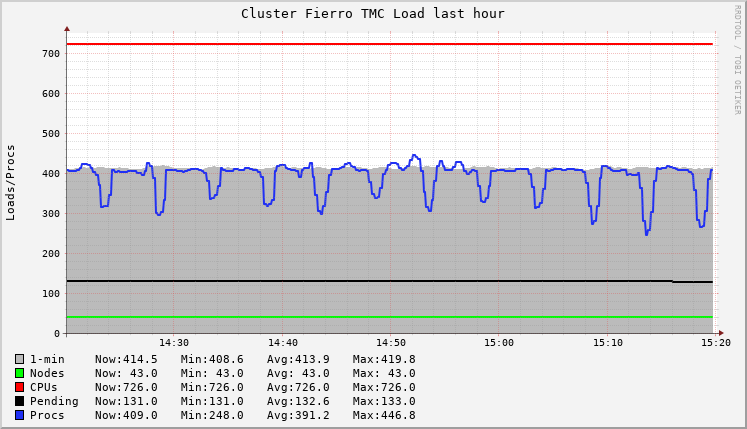 Cluster Fierro TMC Load last hour
RRDTOOL / TOBI OETIKER
Loads/Procs
700
600
500
400
300
200
100
0
14:30 14:40 14:50 15:00 15:10 15:20
1-min Now:414.5 Min:408.6 Avg:413.9 Max:419.8
Nodes Now: 43.0 Min: 43.0 Avg: 43.0 Max: 43.0
CPUs Now:726.0 Min:726.0 Avg:726.0 Max:726.0
Pending Now:131.0 Min:131.0 Avg:132.6 Max:133.0
Procs Now:409.0 Min:248.0 Avg:391.2 Max:446.8